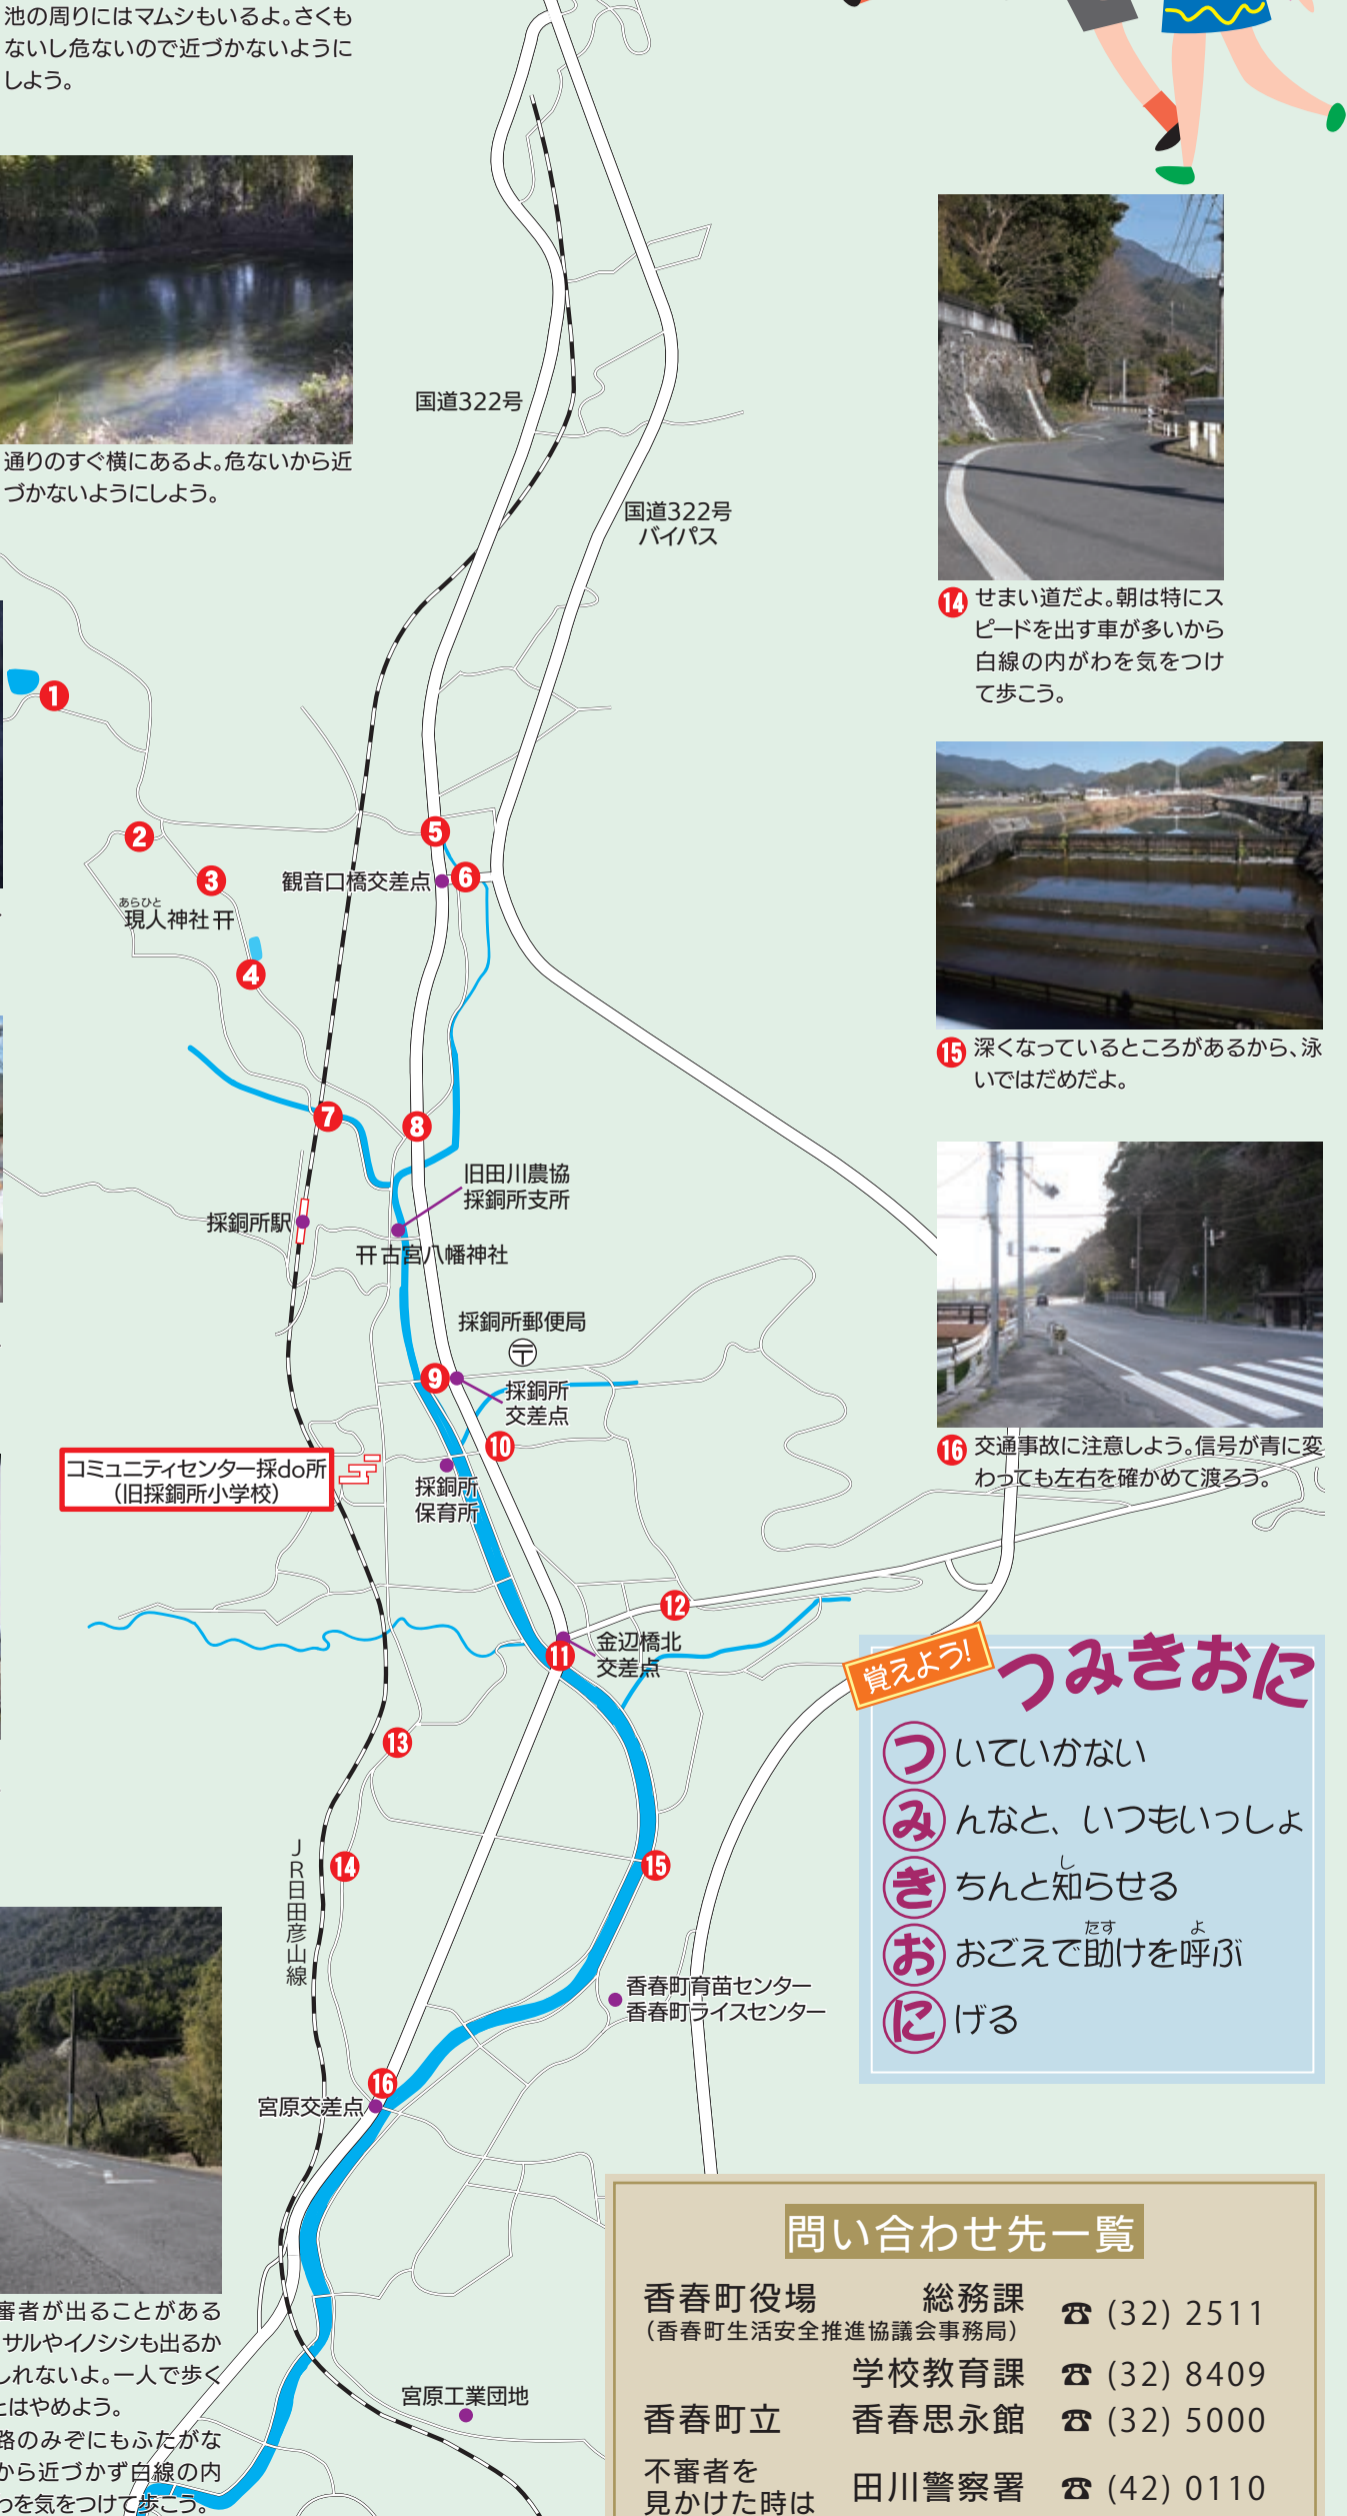 池の周りにはマムシもいるよ。さくも
ないし危ないので近づかないように
しよう。
通りのすぐ横にあるよ。危ないから近
づかないようにしよう。
国道322号
国道322号
バイパス
14 せまい道だよ。朝は特にス
ピードを出す車が多いから
白線の内がわを気をつけ
て歩こう。
1
2
3
あらひと
現人神社
4
5
観音口橋交差点
6
15 深くなっているところがあるから、泳
いではだめだよ。
7
8
旧田川農協
採銅所支所
採銅所駅
古宮八幡神社
採銅所郵便局
〒
9
採銅所
交差点
10
コミュニティセンター採do所
(旧採銅所小学校)
採銅所
保育所
16 交通事故に注意しよう。信号が青に変
わっても左右を確かめて渡ろう。
12
11
金辺橋北
交差点
13
14
15
JR日田彦山線
香春町育苗センター
香春町ライスセンター
16
宮原交差点
宮原工業団地
覚えよう!
つみきおに
ついていかない
みんなと、いつもいっしょ
し
きちんと知らせる
たす よ
おおごえで助けを呼ぶ
にげる
審者が出ることがある
サルやイノシシも出るか
しれないよ。一人で歩く
とはやめよう。
路のみぞにもふたがな
から近づかず白線の内
わを気をつけて歩こう。
問い合わせ先一覧
香春町役場 総務課 ☎ (32) 2511
(香春町生活安全推進協議会事務局)
学校教育課 ☎ (32) 8409
香春町立 香春思永館 ☎ (32) 5000
不審者を
見かけた時は 田川警察署 ☎ (42) 0110